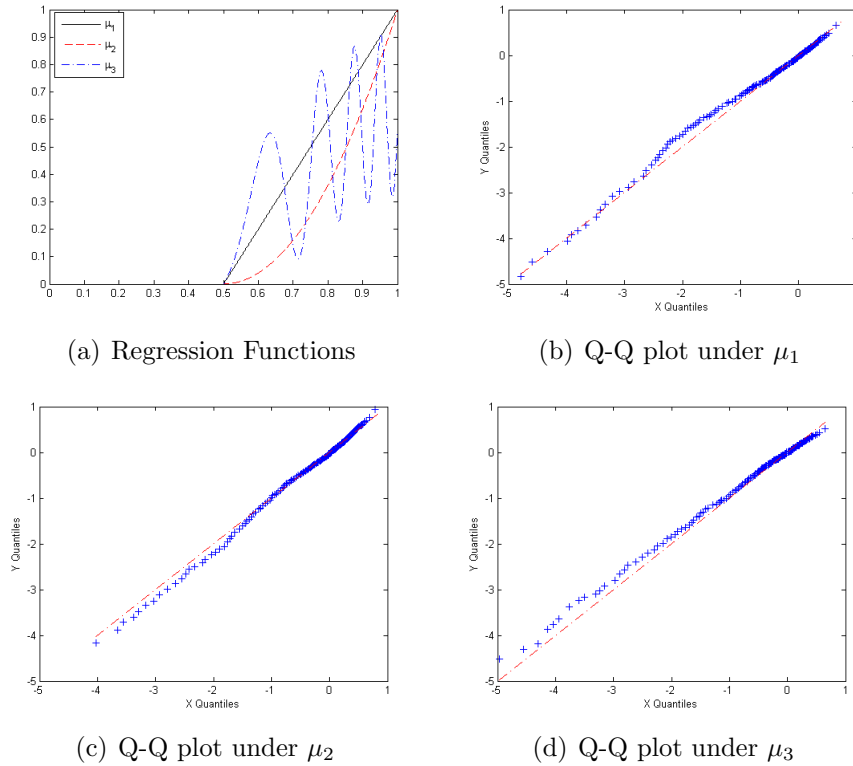 μ1
μ2
μ3
1
0.9
0.8
0.7
0.6
0.5
0.4
0.3
0.2
0.1
0
0 0.1 0.2 0.3 0.4 0.5 0.6 0.7 0.8 0.9 1
(a) Regression Functions
1
0
-1
-2
-3
-4
-5
Y Quantiles
-5 -4 -3 -2 -1 0
X Quantiles
(b) Q-Q plot under μ1
1
0
-1
-2
-3
-4
-5
Y Quantiles
-5 -4 -3 -2 -1 0 1
X Quantiles
(c) Q-Q plot under μ2
1
0
-1
-2
-3
-4
-5
Y Quantiles
-5 -4 -3 -2 -1 0 1
X Quantiles
(d) Q-Q plot under μ3